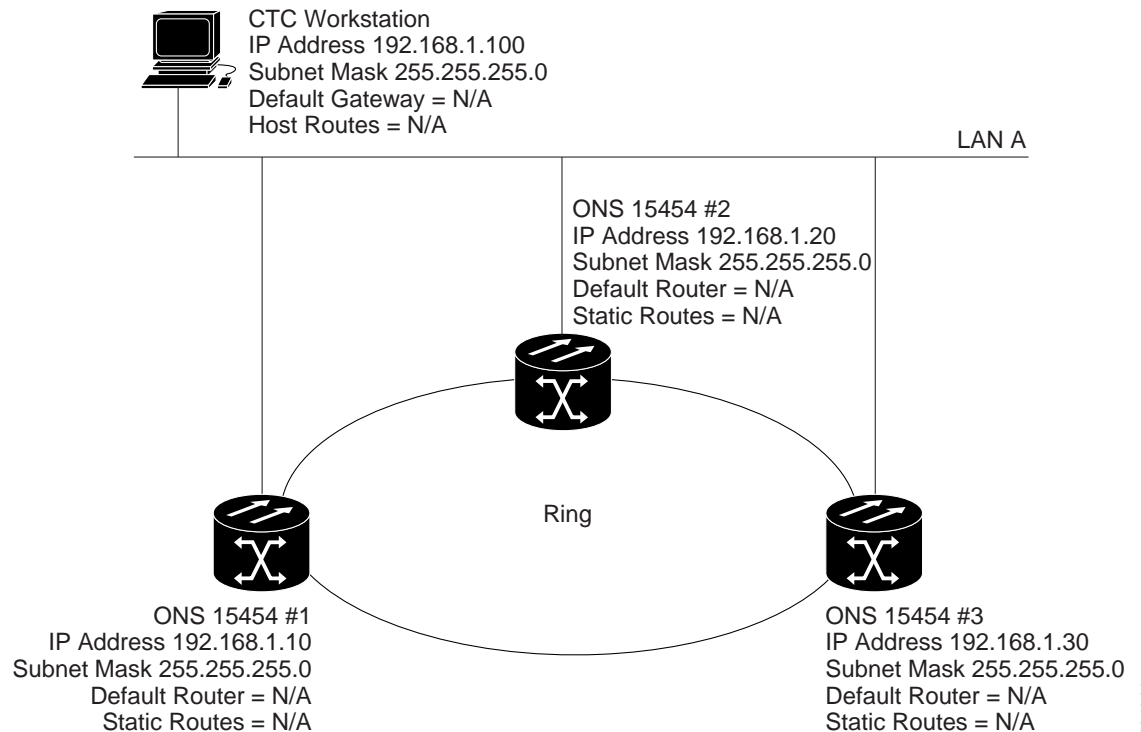 CTC Workstation
IP Address 192.168.1.100
Subnet Mask 255.255.255.0
Default Gateway = N/A
Host Routes = N/A
LAN A
ONS 15454 #2
IP Address 192.168.1.20
Subnet Mask 255.255.255.0
Default Router = N/A
Static Routes = N/A
Ring
ONS 15454 #1
IP Address 192.168.1.10
Subnet Mask 255.255.255.0
Default Router = N/A
Static Routes = N/A
ONS 15454 #3
IP Address 192.168.1.30
Subnet Mask 255.255.255.0
Default Router = N/A
Static Routes = N/A